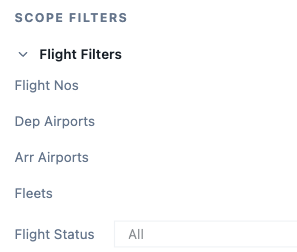 SCOPE FILTERS
Flight Filters
Flight Nos
Dep Airports
Arr Airports
Fleets
Flight Status All